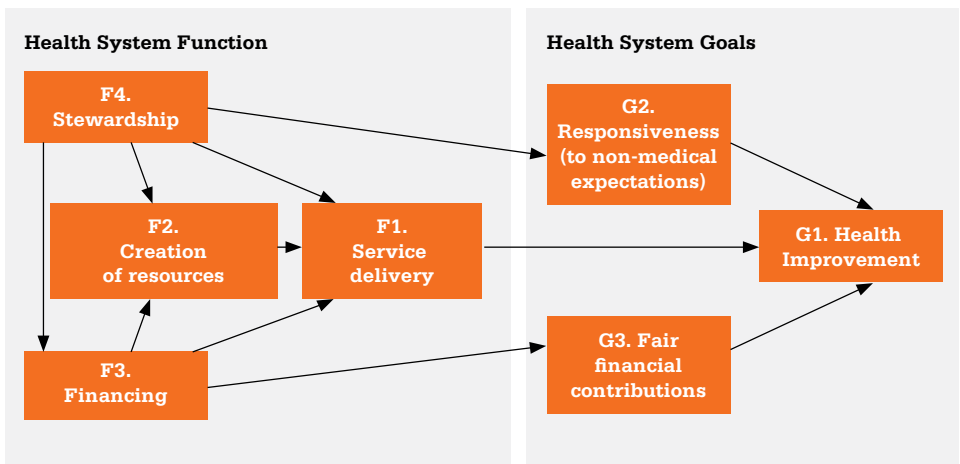 Health System Function
F4.
Stewardship
F2.
Creation
of resources
F1.
Service
delivery
F3.
Financing
Health System Goals
G2.
Responsiveness
(to non-medical
expectations)
G1. Health
Improvement
G3. Fair
financial
contributions